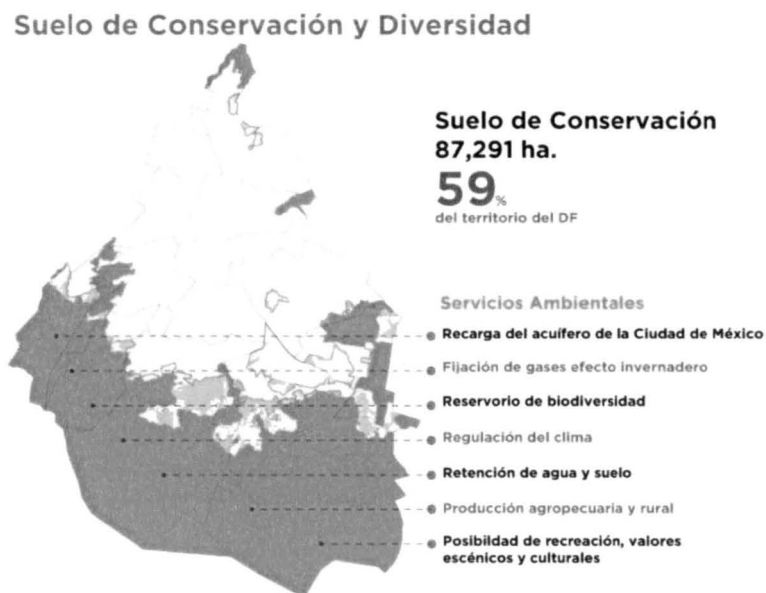 Suelo de Conservación y Diversidad
Suelo de Conservación
87,291 ha.
59%
del territorio del DF
Servicios Ambientales
Recarga del acuífero de la Ciudad de México
Fijación de gases efecto invernadero
Reservorio de biodiversidad
Regulación del clima
Retención de agua y suelo
Producción agropecuaria y rural
Posibildad de recreación, valores
escénicos y culturales